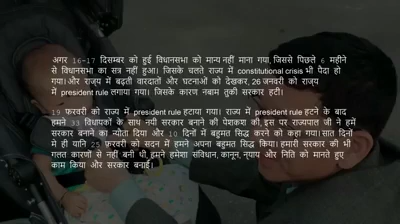 अगर 16-17 दिसम्बर को हुई विधानसभा को मान्य नहीं माना गया, जिससे पिछले 6 महीने
से विधानसभा का सत्र नहीं हुआ। जिसके चलते राज्य में constitutional crisis भी पैदा हो
गया।और राज्य में बढ़ती वारदातों और घटनाओं को देखकर, 26 जनवरी को राज्य
में president rule लगाया गया। जिसके कारण नबाम तुकी सरकार हटी।
19 फरवरी को राज्य में president rule हटाया गया। राज्य में president rule हटने के बाद
हमने 33 विधायकों के साथ नयी सरकार बनाने की पेशकश की, इस पर राज्यपाल जी ने हमें
सरकार बनाने का न्यौता दिया और 10 दिनों में बहुमत सिद्ध करने को कहा गया।सात दिनों
मे ही यानि 25 फ़रवरी को सदन में हमने अपना बहुमत सिद्ध किया। हमारी सरकार की भी
गलत कारणों से नहीं बनी थी, हमने हमेशा संविधान, कानून, न्याय और निति को मानते हुए
काम किया और सरकार बनाई।